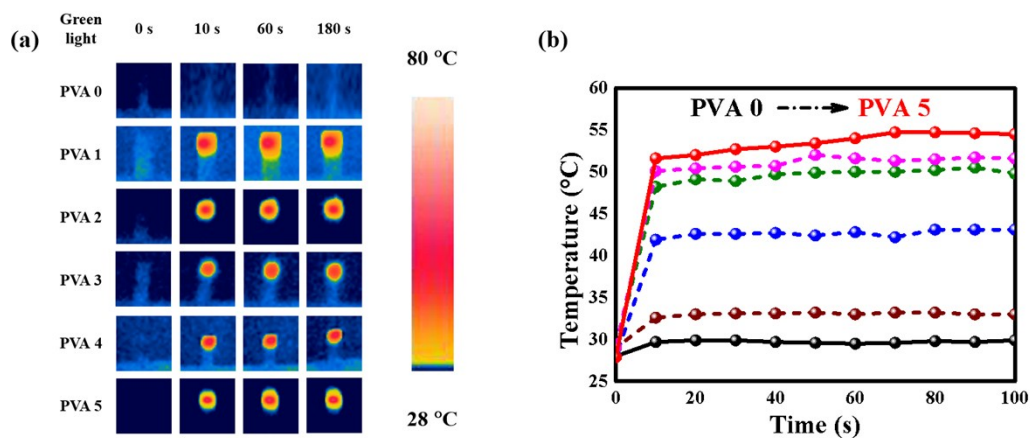 (a)
Green light
0 s 10 s 60 s 180 s
PVA 0
PVA 1
PVA 2
PVA 3
PVA 4
PVA 5
80 °C
28 °C
(b)
PVA 0 PVA 5
Temperature (°C)
60
55
50
45
40
35
30
25
0 20 40 60 80 100
Time (s)